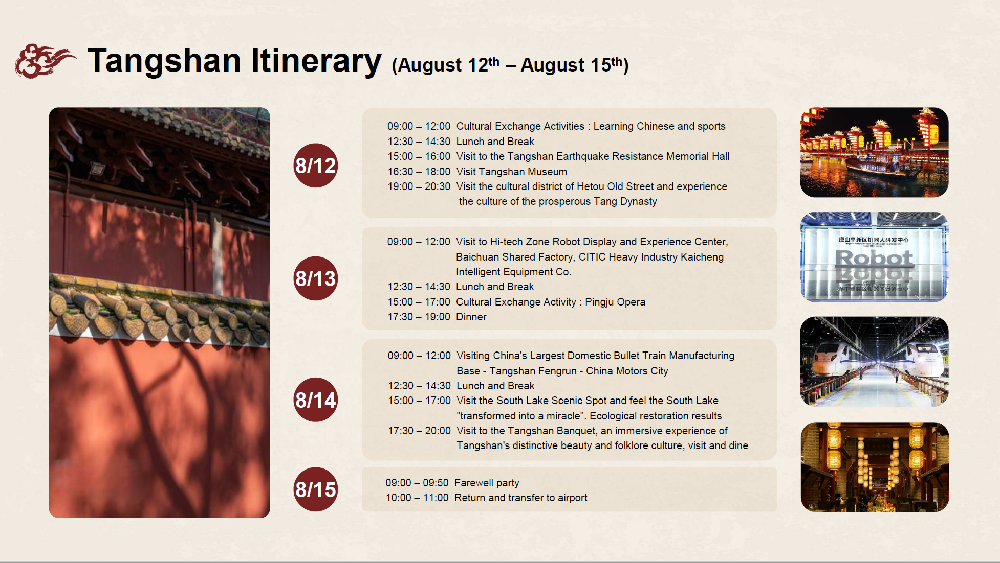 Tangshan Itinerary (August 12th – August 15th)
8/12
09:00 – 12:00 Cultural Exchange Activities : Learning Chinese and sports
12:30 – 14:30 Lunch and Break
15:00 – 16:00 Visit to the Tangshan Earthquake Resistance Memorial Hall
16:30 – 18:00 Visit Tangshan Museum
19:00 – 20:30 Visit the cultural district of Hetou Old Street and experience
the culture of the prosperous Tang Dynasty
8/13
09:00 – 12:00 Visit to Hi-tech Zone Robot Display and Experience Center,
Baichuan Shared Factory, CITIC Heavy Industry Kaicheng
Intelligent Equipment Co.
12:30 – 14:30 Lunch and Break
15:00 – 17:00 Cultural Exchange Activity : Pingju Opera
17:30 – 19:00 Dinner
8/14
09:00 – 12:00 Visiting China's Largest Domestic Bullet Train Manufacturing
Base - Tangshan Fengrun - China Motors City
12:30 – 14:30 Lunch and Break
15:00 – 17:00 Visit the South Lake Scenic Spot and feel the South Lake
"transformed into a miracle". Ecological restoration results
17:30 – 20:00 Visit to the Tangshan Banquet, an immersive experience of
Tangshan's distinctive beauty and folklore culture, visit and dine
8/15
09:00 – 09:50 Farewell party
10:00 – 11:00 Return and transfer to airport
唐山高新区机器人研发中心
Robot